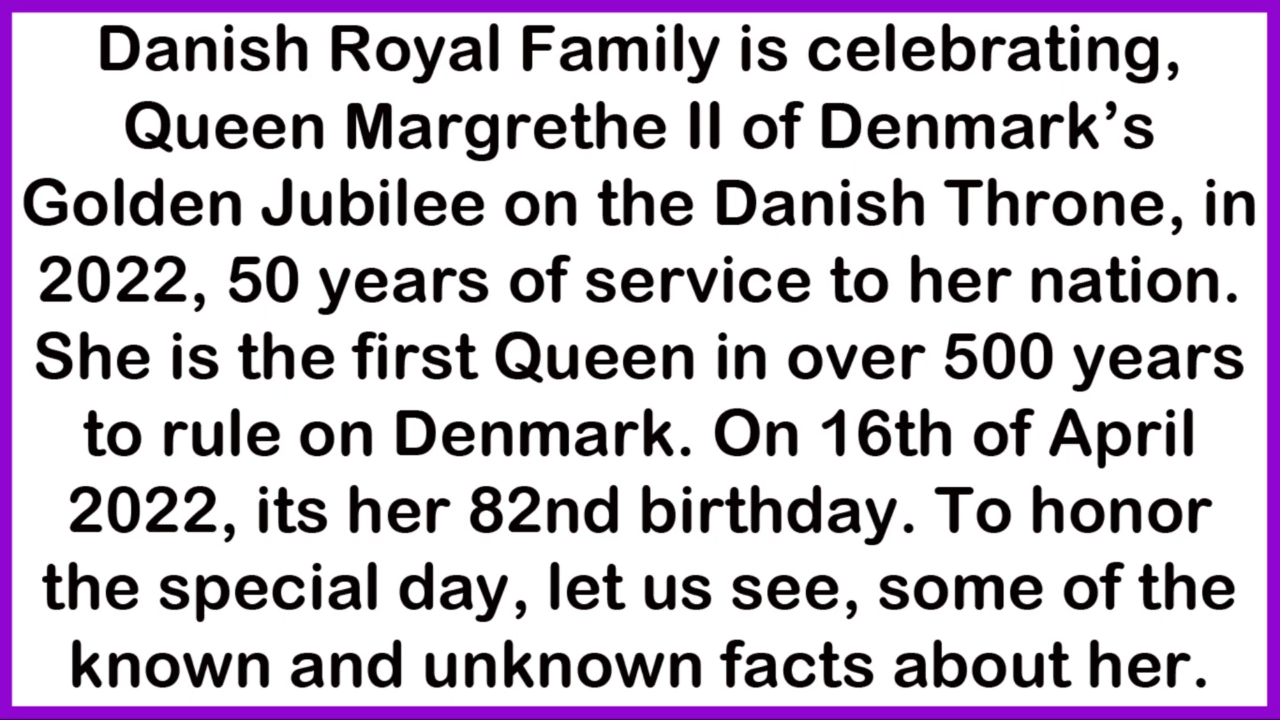 Danish Royal Family is celebrating,
Queen Margrethe II of Denmark’s
Golden Jubilee on the Danish Throne, in
2022, 50 years of service to her nation.
She is the first Queen in over 500 years
to rule on Denmark. On 16th of April
2022, its her 82nd birthday. To honor
the special day, let us see, some of the
known and unknown facts about her.